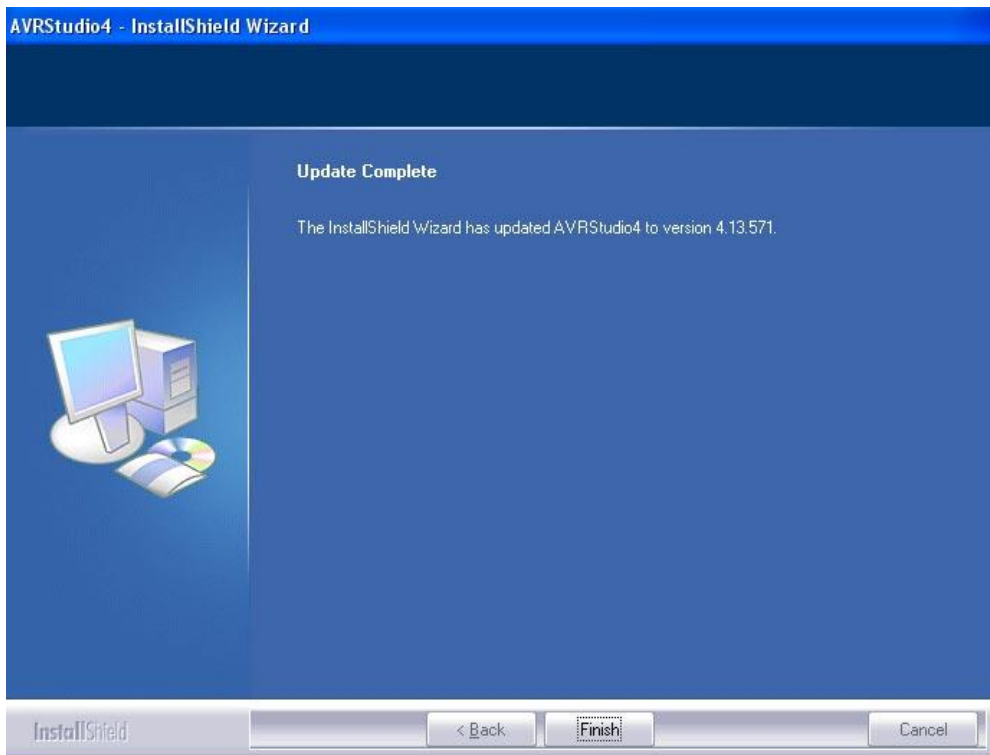 AVRStudio4 - InstallShield Wizard
Update Complete
The InstallShield Wizard has updated AVRStudio4 to version 4.13.571.
InstallShield
< Back
Finish
Cancel